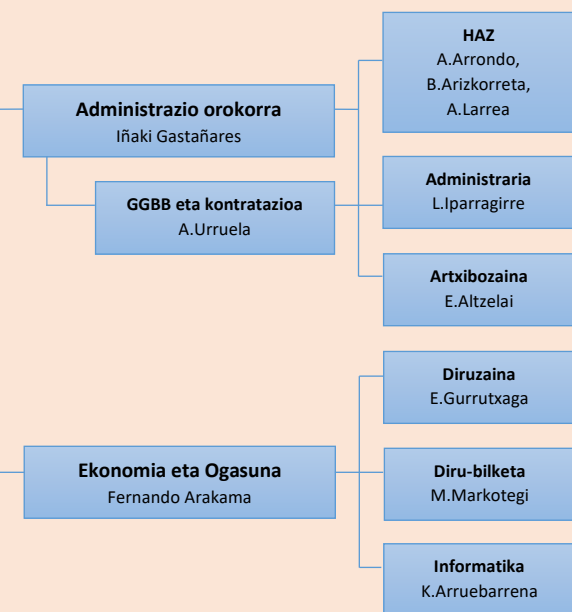 HAZ
A.Arrondo,
B.Arizkorreta,
A.Larrea
Administrazio orokorra
Iñaki Gastañares
Administraria
L.Iparragirre
GGBB eta kontratazioa
A.Urruela
Artxibozaina
E.Altzelai
Diruzaina
E.Gurrutxaga
Ekonomia eta Ogasuna
Fernando Arakama
Diru-bilketa
M.Markotegi
Informatika
K.Arruebarrena